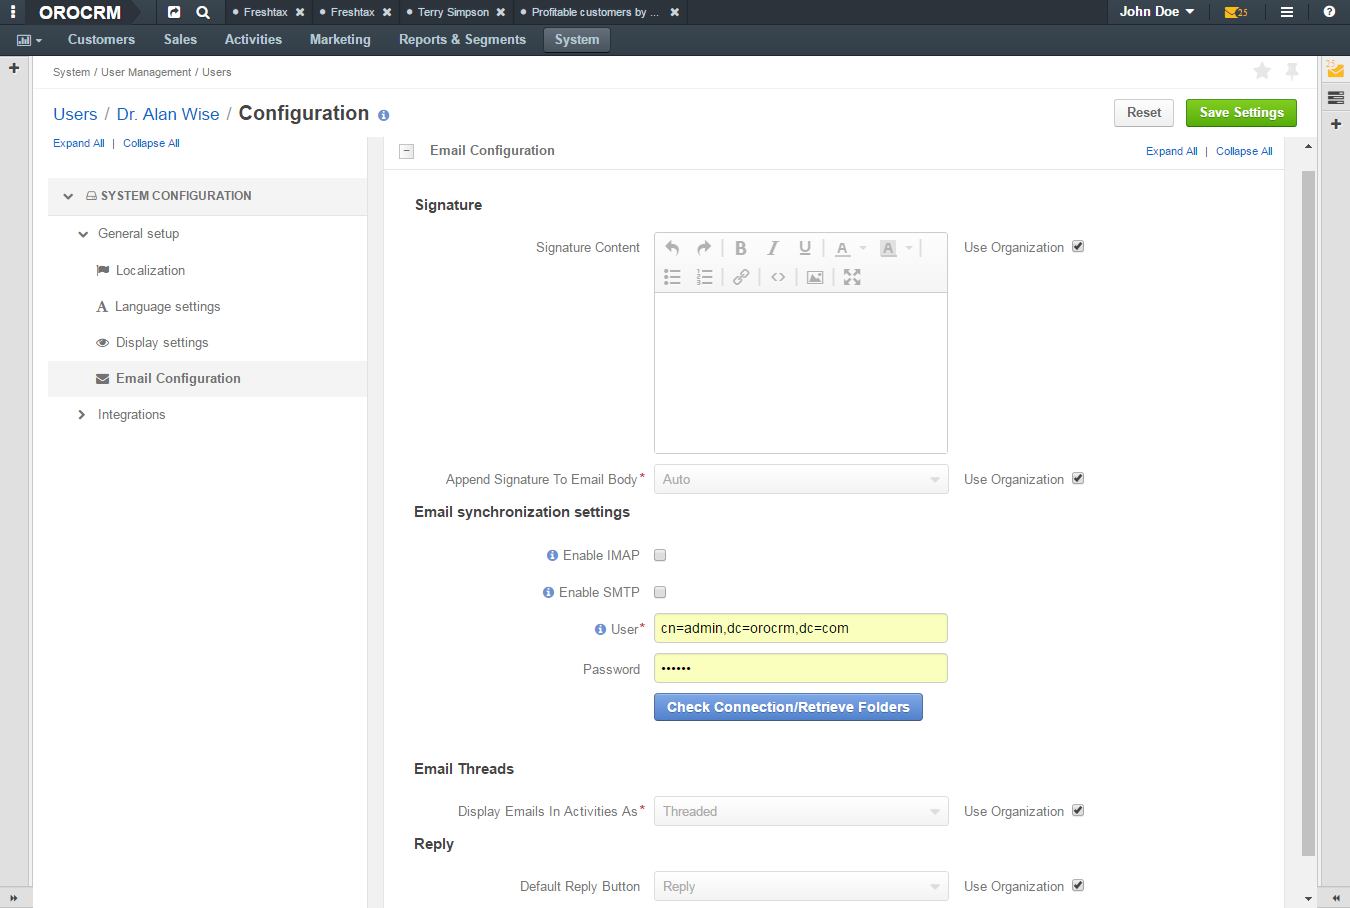 OROCRM
Freshtax
Freshtax
Terry Simpson
Profitable customers by ...
John Doe
25
Customers
Sales
Activities
Marketing
Reports & Segments
System
System / User Management / Users
25
Users / Dr. Alan Wise / Configuration
Reset
Save Settings
Expand All | Collapse All
Email Configuration
Expand All | Collapse All
SYSTEM CONFIGURATION
General setup
Localization
Language settings
Display settings
Email Configuration
Integrations
Signature
Signature Content
Use Organization
Append Signature To Email Body*
Auto
Use Organization
Email synchronization settings
Enable IMAP
Enable SMTP
User*
cn=admin,dc=orocrm,dc=com
Password
••••••
Check Connection/Retrieve Folders
Email Threads
Display Emails In Activities As*
Threaded
Use Organization
Reply
Default Reply Button
Reply
Use Organization